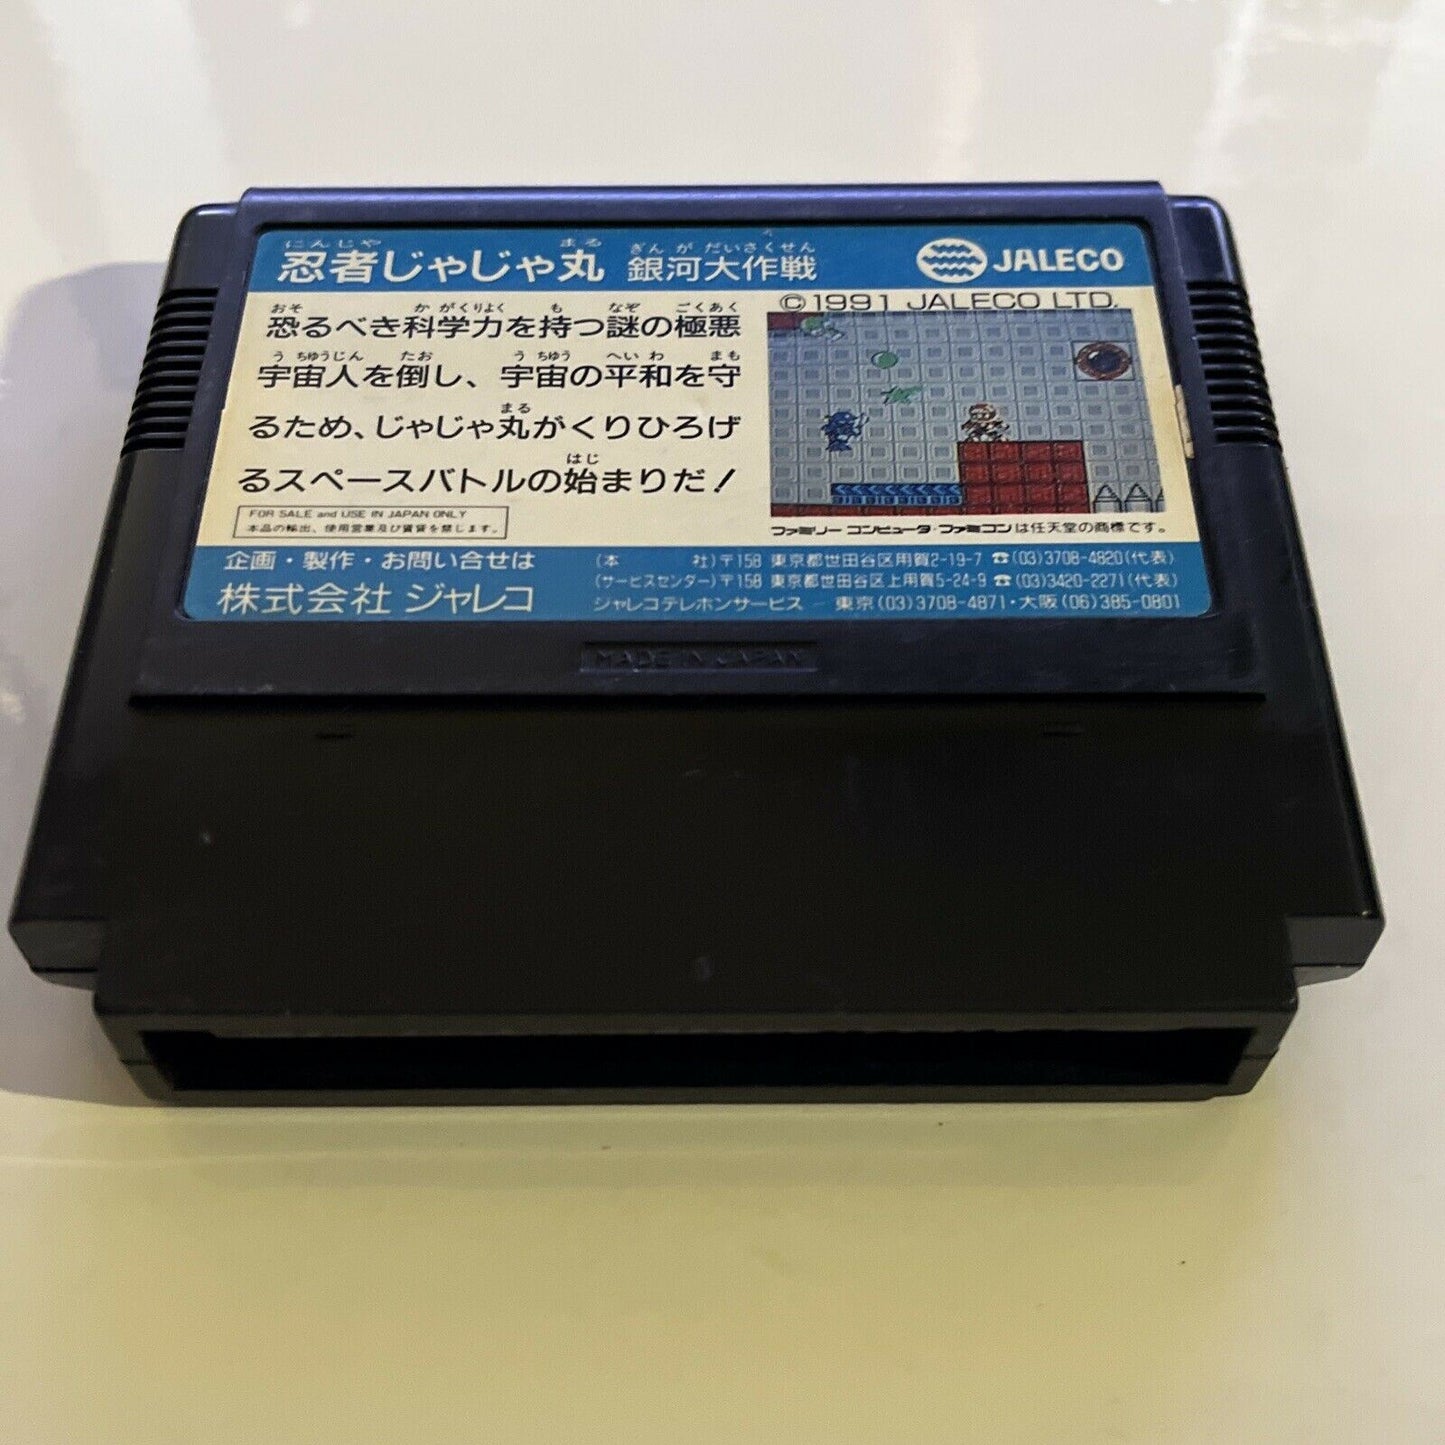 にんじゃ まる ぎんが だいさくせん
忍者じゃじゃ丸 銀河大作戦 JALECO
©1991 JALECO LTD.
おそ かがくりょく も なぞ ごくあく
恐るべき科学力を持つ謎の極悪
うちゅうじん たお うちゅう へいわ まも
宇宙人を倒し、宇宙の平和を守
まる
るため、じゃじゃ丸がくりひろげ
はじ
るスペースバトルの始まりだ!
FOR SALE and USE IN JAPAN ONLY
本品の輸出、使用営業及び賃貸を禁じます。
ファミリーコンピュータ・ファミコンは任天堂の商標です。
企画・製作・お問い合せは
株式会社 ジャレコ
(本 社)〒158 東京都世田谷区用賀2-19-7 ☎(03)3708-4820(代表)
(サービスセンター)〒158 東京都世田谷区上用賀5-24-9 ☎(03)3420-2271(代表)
ジャレコテレホンサービス — 東京(03)3708-4871・大阪(06)385-0801
MADE IN JAPAN